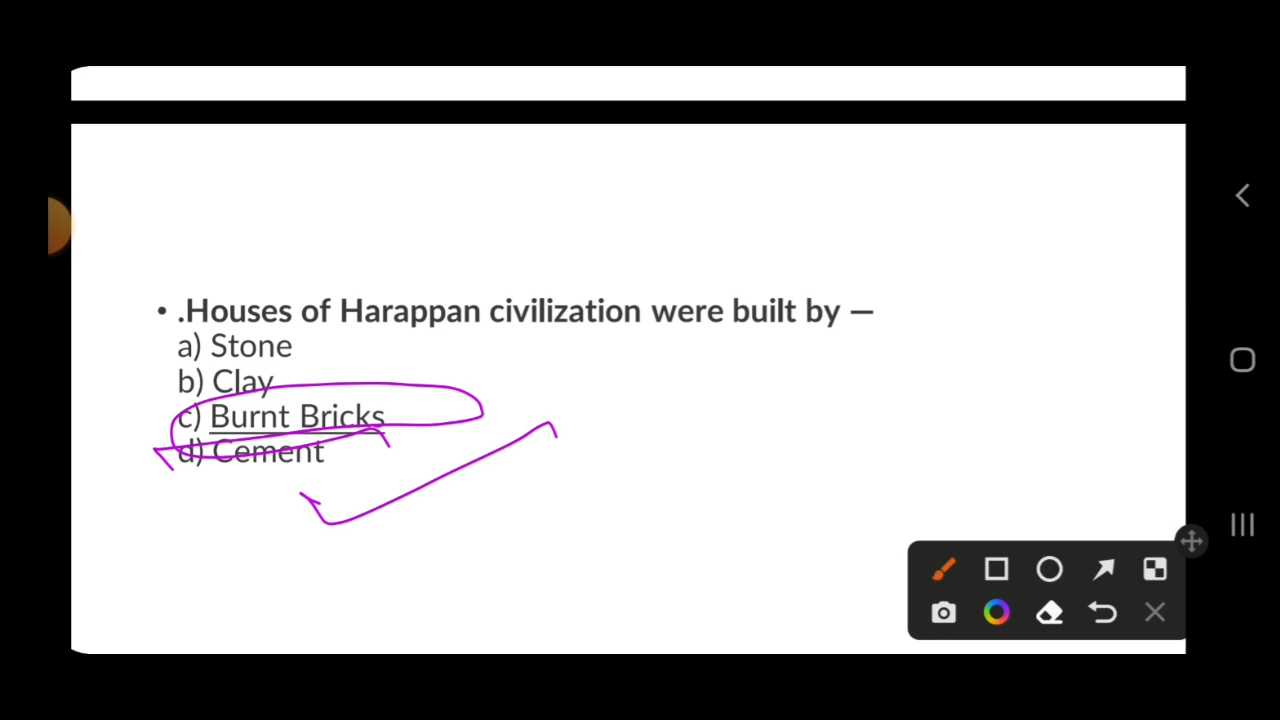 • .Houses of Harappan civilization were built by —
a) Stone
b) Clay
c) Burnt Bricks
d) Cement